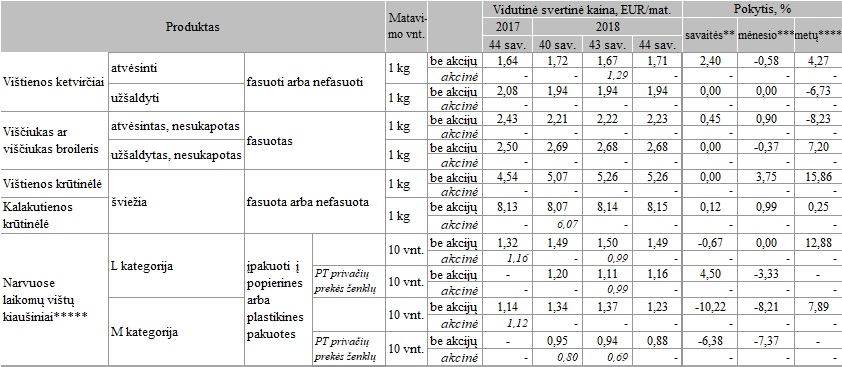 Produktas Matavi-mo vnt. Vidutinė svertinė kaina, EUR/mat. Pokytis, %
2017 2018 savaitės** mėnesio*** metų****
44 sav. 40 sav. 43 sav. 44 sav.
Vištienos ketvirčiai atvėsinti fasuoti arba nefasuoti 1 kg be akcijų 1,64 1,72 1,67 1,71 2,40 -0,58 4,27
akcinė - - 1,29 - - - -
užšaldyti 1 kg be akcijų 2,08 1,94 1,94 1,94 0,00 0,00 -6,73
akcinė - - - - - - -
Viščiukas ar viščiukas broileris atvėsintas, nesukapotas fasuotas 1 kg be akcijų 2,43 2,21 2,22 2,23 0,45 0,90 -8,23
akcinė - - - - - - -
užšaldytas, nesukapotas 1 kg be akcijų 2,50 2,69 2,68 2,68 0,00 -0,37 7,20
akcinė - - - - - - -
Vištienos krūtinėlė šviežia fasuota arba nefasuota 1 kg be akcijų 4,54 5,07 5,26 5,26 0,00 3,75 15,86
akcinė - - - - - - -
Kalakutienos krūtinėlė 1 kg be akcijų 8,13 8,07 8,14 8,15 0,12 0,99 0,25
akcinė - 6,07 - - - - -
Narvuose laikomų vištų kiaušiniai***** L kategorija įpakuoti į popierines arba plastikines pakuotes 10 vnt. be akcijų 1,32 1,49 1,50 1,49 -0,67 0,00 12,88
akcinė 1,16 - 0,99 - - - -
PT privačių prekės ženklų 10 vnt. be akcijų - 1,20 1,11 1,16 4,50 -3,33 -
akcinė - - 0,99 - - - -
M kategorija 10 vnt. be akcijų 1,14 1,34 1,37 1,23 -10,22 -8,21 7,89
akcinė 1,12 - - - - - -
PT privačių prekės ženklų 10 vnt. be akcijų - 0,95 0,94 0,88 -6,38 -7,37 -
akcinė - 0,80 0,69 - - - -